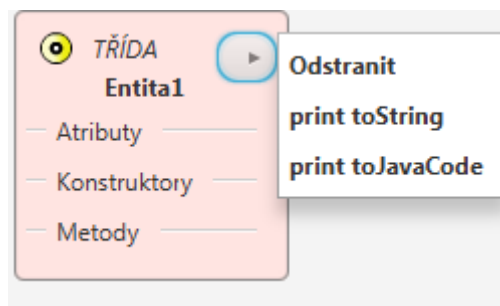 TŘÍDA
Entita1
Atributy
Konstruktory
Metody
Odstranit
print toString
print toJavaCode